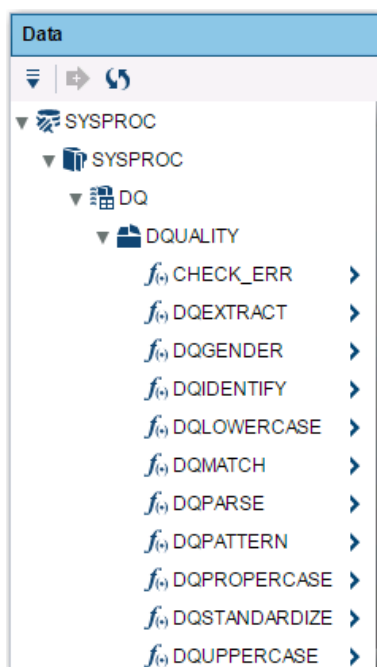 Data
SYSPROC
SYSPROC
DQ
DQUALITY
CHECK_ERR
DQEXTRACT
DQGENDER
DQIDENTIFY
DQLOWERCASE
DQMATCH
DQPARSE
DQPATTERN
DQPROPERCASE
DQSTANDARDIZE
DQUPPERCASE